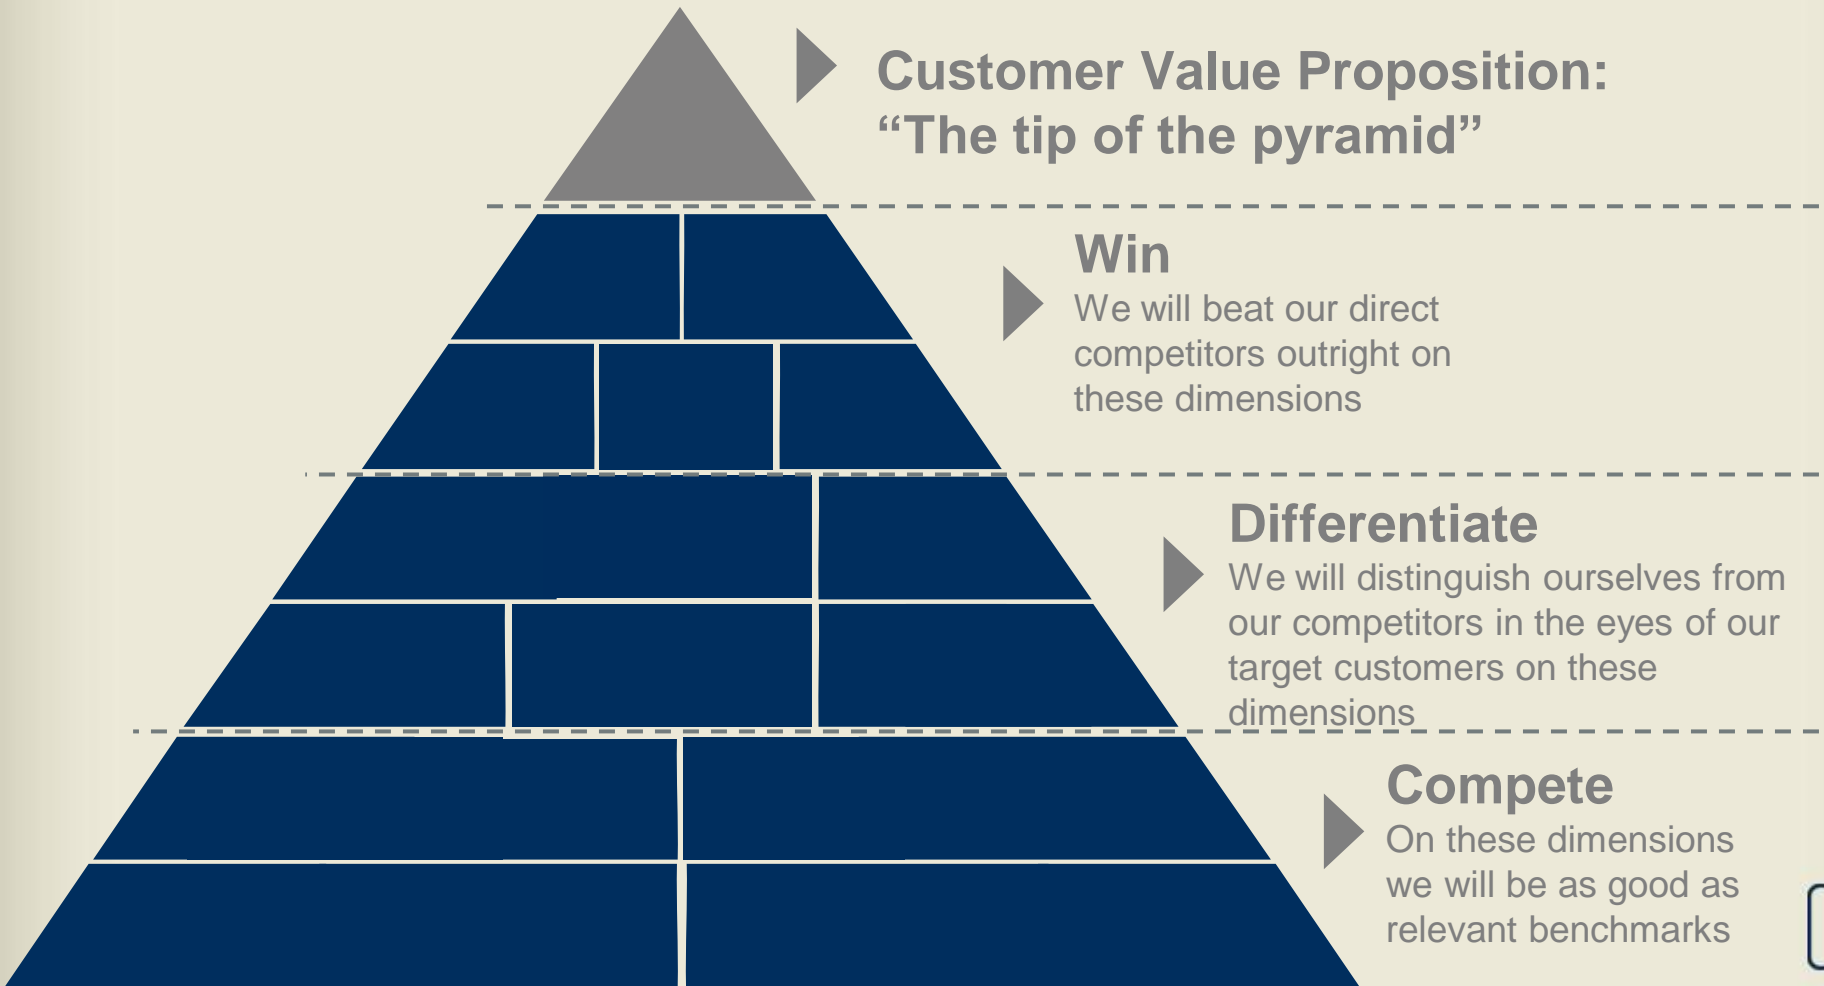 Customer Value Proposition:
“The tip of the pyramid”
Win
We will beat our direct
competitors outright on
these dimensions
Differentiate
We will distinguish ourselves from
our competitors in the eyes of our
target customers on these
dimensions
Compete
On these dimensions
we will be as good as
relevant benchmarks